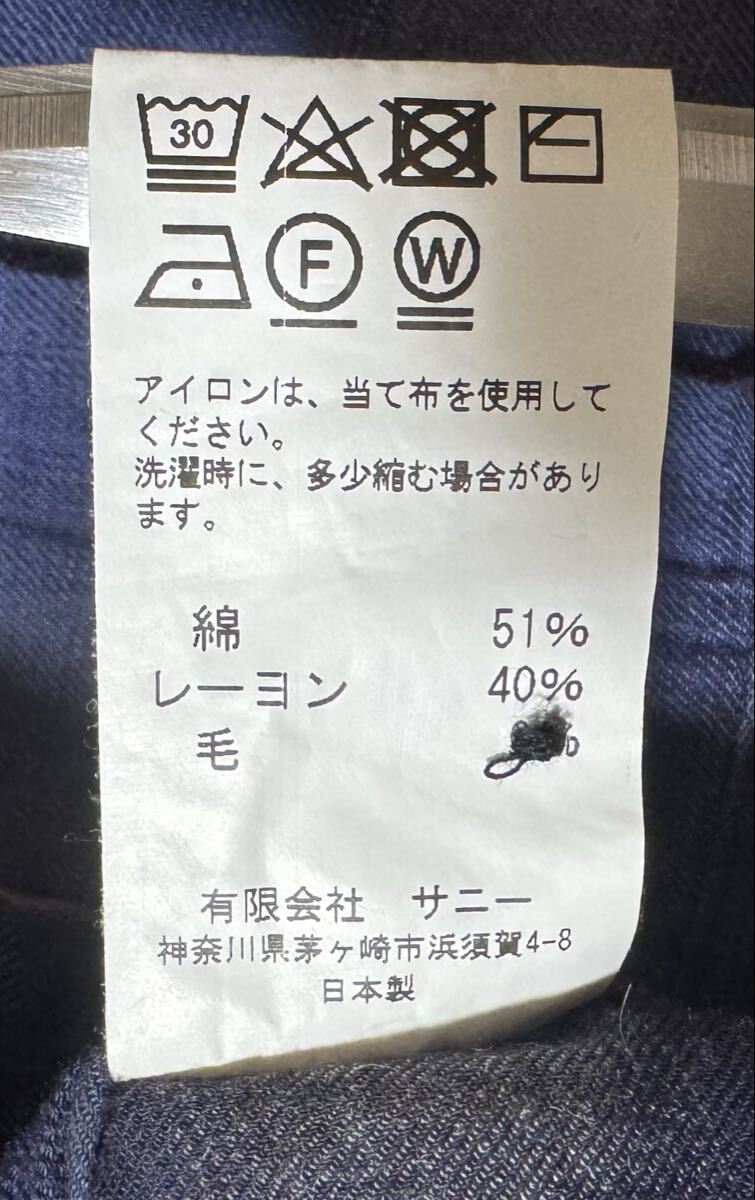 30
F W
アイロンは、当て布を使用して
ください。
洗濯時に、多少縮む場合があり
ます。
綿 51%
レーヨン 40%
毛
有限会社 サニー
神奈川県茅ヶ崎市浜須賀4-8
日本製